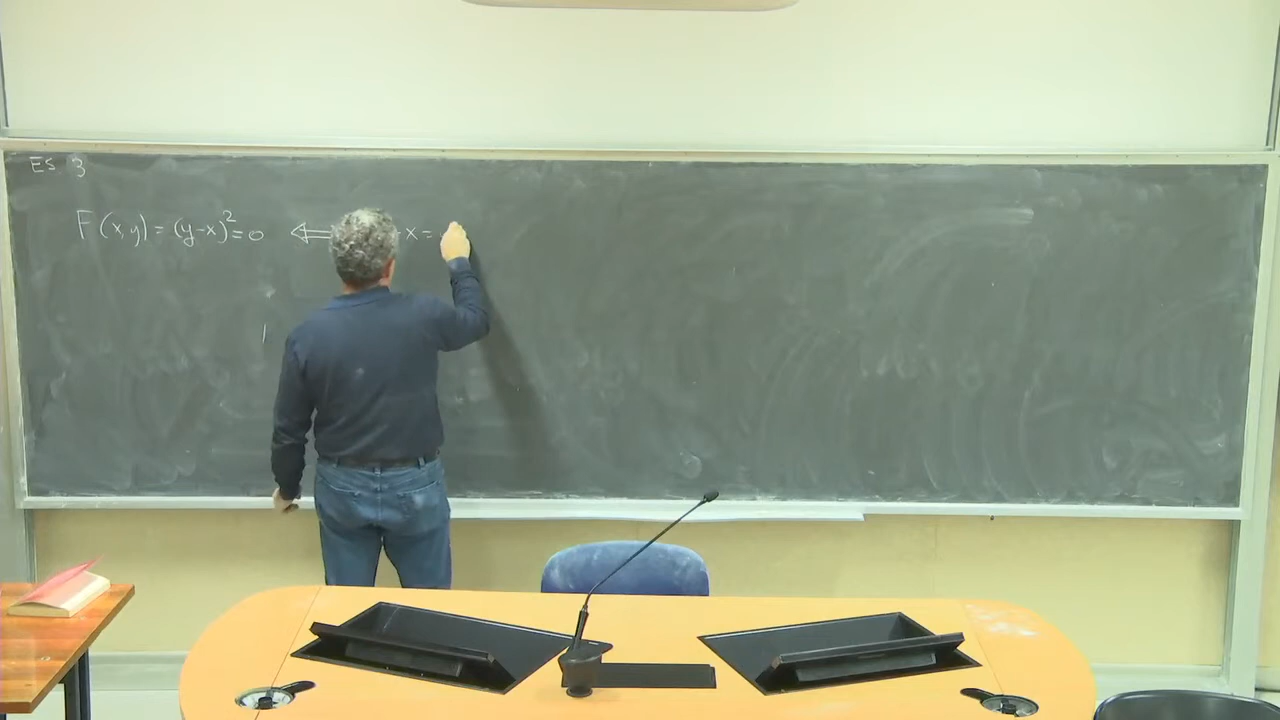 ES 3
F(x,y) = (y-x)²=0 ⇐ -x=